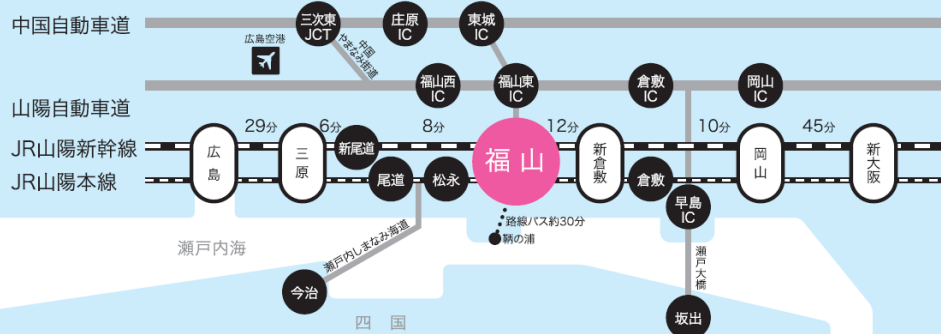 中国自動車道
三次東
JCT
庄原
IC
東城
IC
広島空港
中国
やまなみ街道
福山西
IC
福山東
IC
倉敷
IC
岡山
IC
山陽自動車道
29分
6分
8分
12分
10分
45分
JR山陽新幹線
JR山陽本線
広島
三原
新尾道
尾道
松永
福山
新倉敷
倉敷
早島
IC
岡山
新大阪
路線バス約30分
鞆の浦
瀬戸内海
瀬戸内しまなみ海道
瀬戸大橋
今治
坂出
四国